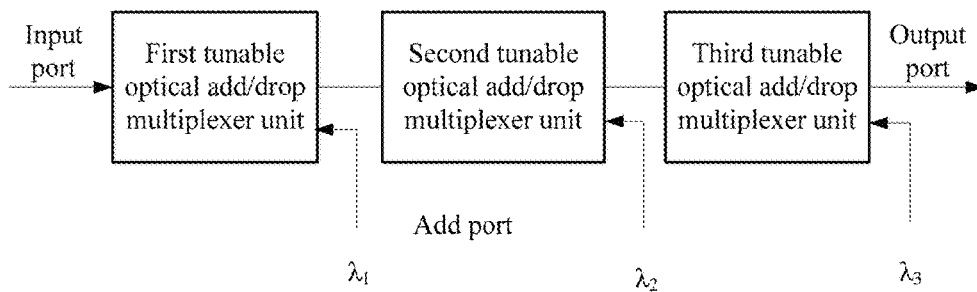 Input
port
First tunable
optical add/drop
multiplexer unit
Second tunable
optical add/drop
multiplexer unit
Third tunable
optical add/drop
multiplexer unit
Output
port
Add port
λ1
λ2
λ3